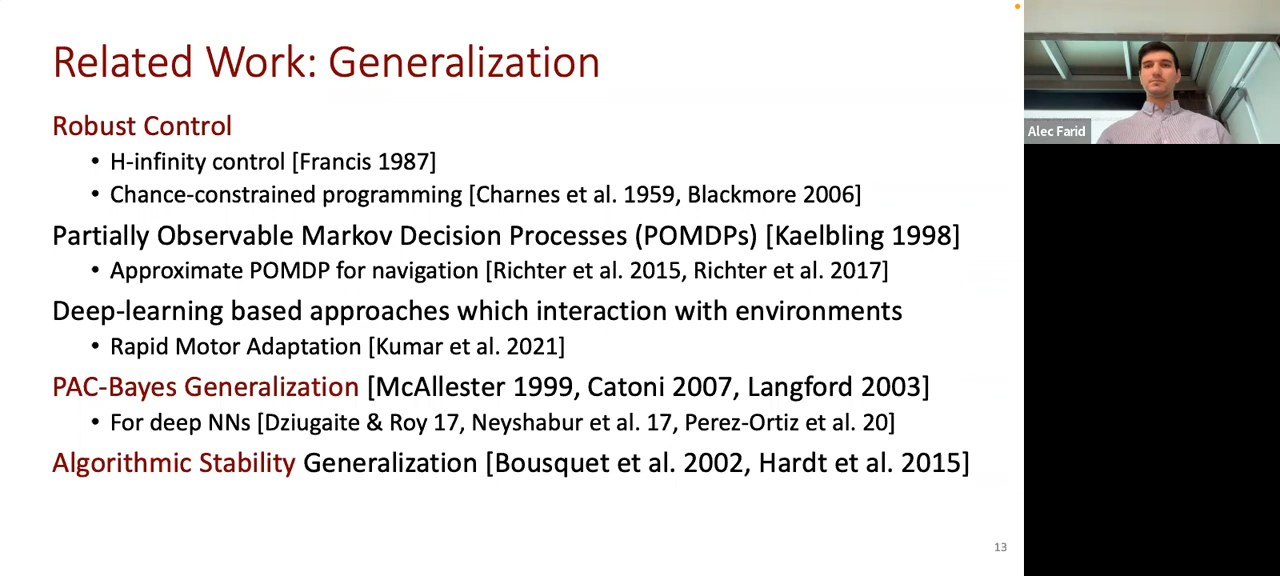 Related Work: Generalization
Robust Control
• H-infinity control [Francis 1987]
• Chance-constrained programming [Charnes et al. 1959, Blackmore 2006]
Partially Observable Markov Decision Processes (POMDPs) [Kaelbling 1998]
• Approximate POMDP for navigation [Richter et al. 2015, Richter et al. 2017]
Deep-learning based approaches which interaction with environments
• Rapid Motor Adaptation [Kumar et al. 2021]
PAC-Bayes Generalization [McAllester 1999, Catoni 2007, Langford 2003]
• For deep NNs [Dziugaite & Roy 17, Neyshabur et al. 17, Perez-Ortiz et al. 20]
Algorithmic Stability Generalization [Bousquet et al. 2002, Hardt et al. 2015]
13
Alec Farid